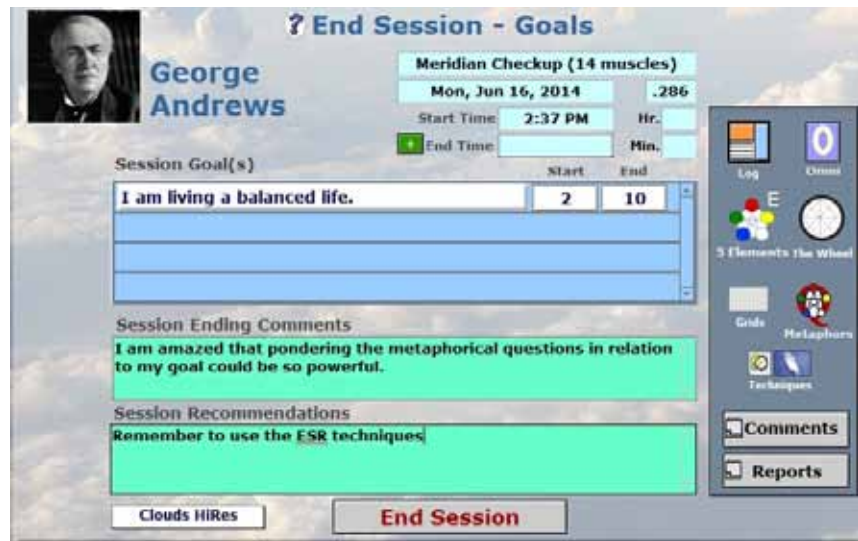 ? End Session - Goals
George
Andrews
Meridian Checkup (14 muscles)
Mon, Jun 16, 2014 .286
Start Time 2:37 PM Hr.
+ End Time Min.
Session Goal(s) Start End
I am living a balanced life. 2 10
Session Ending Comments
I am amazed that pondering the metaphorical questions in relation
to my goal could be so powerful.
Session Recommendations
Remember to use the ESR techniques
Clouds HiRes
End Session
Log Omni
E
5 Elements The Wheel
Grids Metaphors
Techniques
Comments
Reports